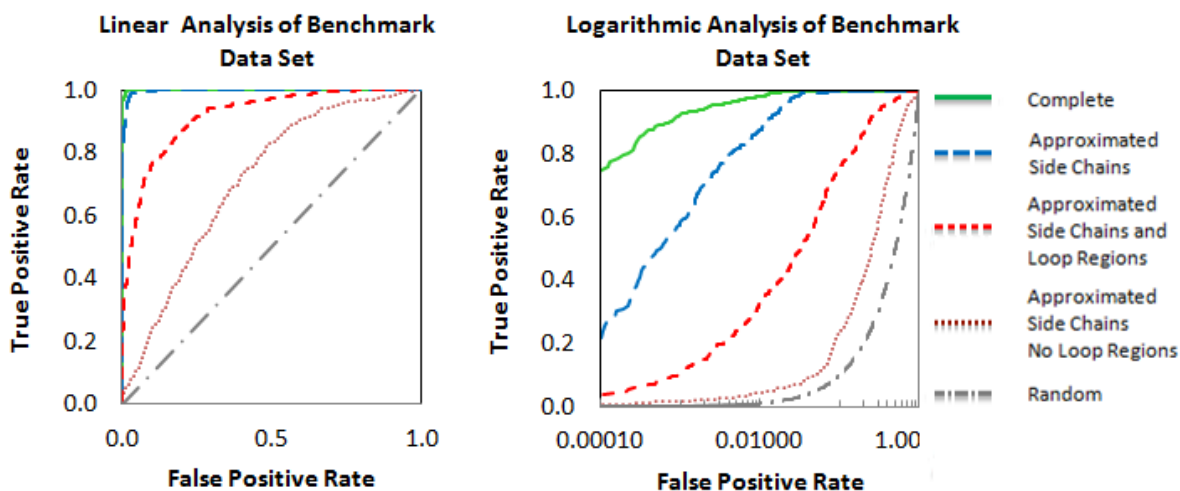 Linear Analysis of Benchmark
Data Set
1.0
0.8
0.6
0.4
0.2
0.0
True Positive Rate
0.0
0.5
1.0
False Positive Rate
Logarithmic Analysis of Benchmark
Data Set
1.0
0.8
0.6
0.4
0.2
0.0
True Positive Rate
0.00010
0.01000
1.00
False Positive Rate
Complete
Approximated
Side Chains
Approximated
Side Chains and
Loop Regions
Approximated
Side Chains
No Loop Regions
Random